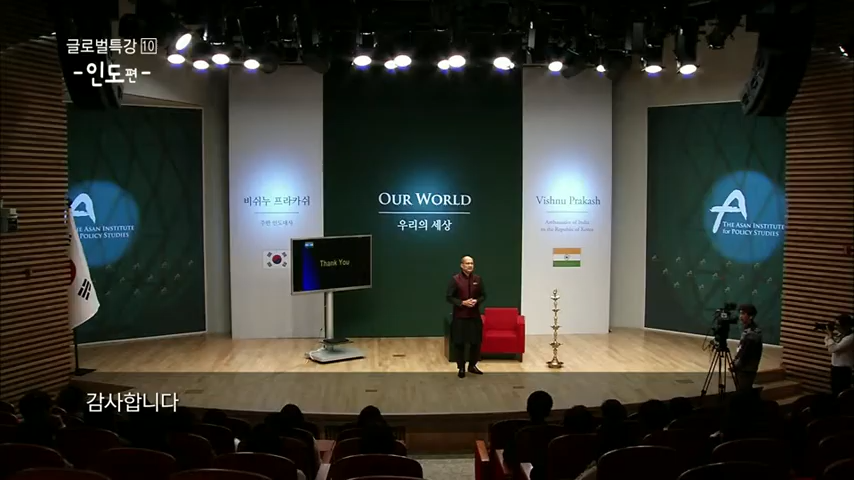 글로벌특강 10
-인도편-
비쉬누 프라카쉬
주한 인도대사
OUR WORLD
우리의 세상
Vishnu Prakash
Ambassador of India
to the Republic of Korea
THE ASAN INSTITUTE
for POLICY STUDIES
THE ASAN INSTITUTE
for POLICY STUDIES
Thank You
감사합니다